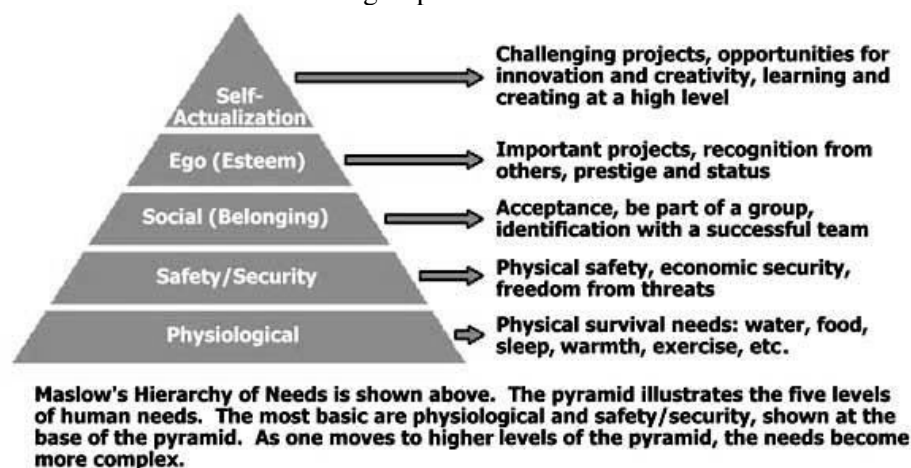 Challenging projects, opportunities for
innovation and creativity, learning and
creating at a high level
Self-
Actualization
Important projects, recognition from
others, prestige and status
Ego (Esteem)
Acceptance, be part of a group,
identification with a successful team
Social (Belonging)
Physical safety, economic security,
freedom from threats
Safety/Security
Physical survival needs: water, food,
sleep, warmth, exercise, etc.
Physiological
Maslow's Hierarchy of Needs is shown above. The pyramid illustrates the five levels
of human needs. The most basic are physiological and safety/security, shown at the
base of the pyramid. As one moves to higher levels of the pyramid, the needs become
more complex.